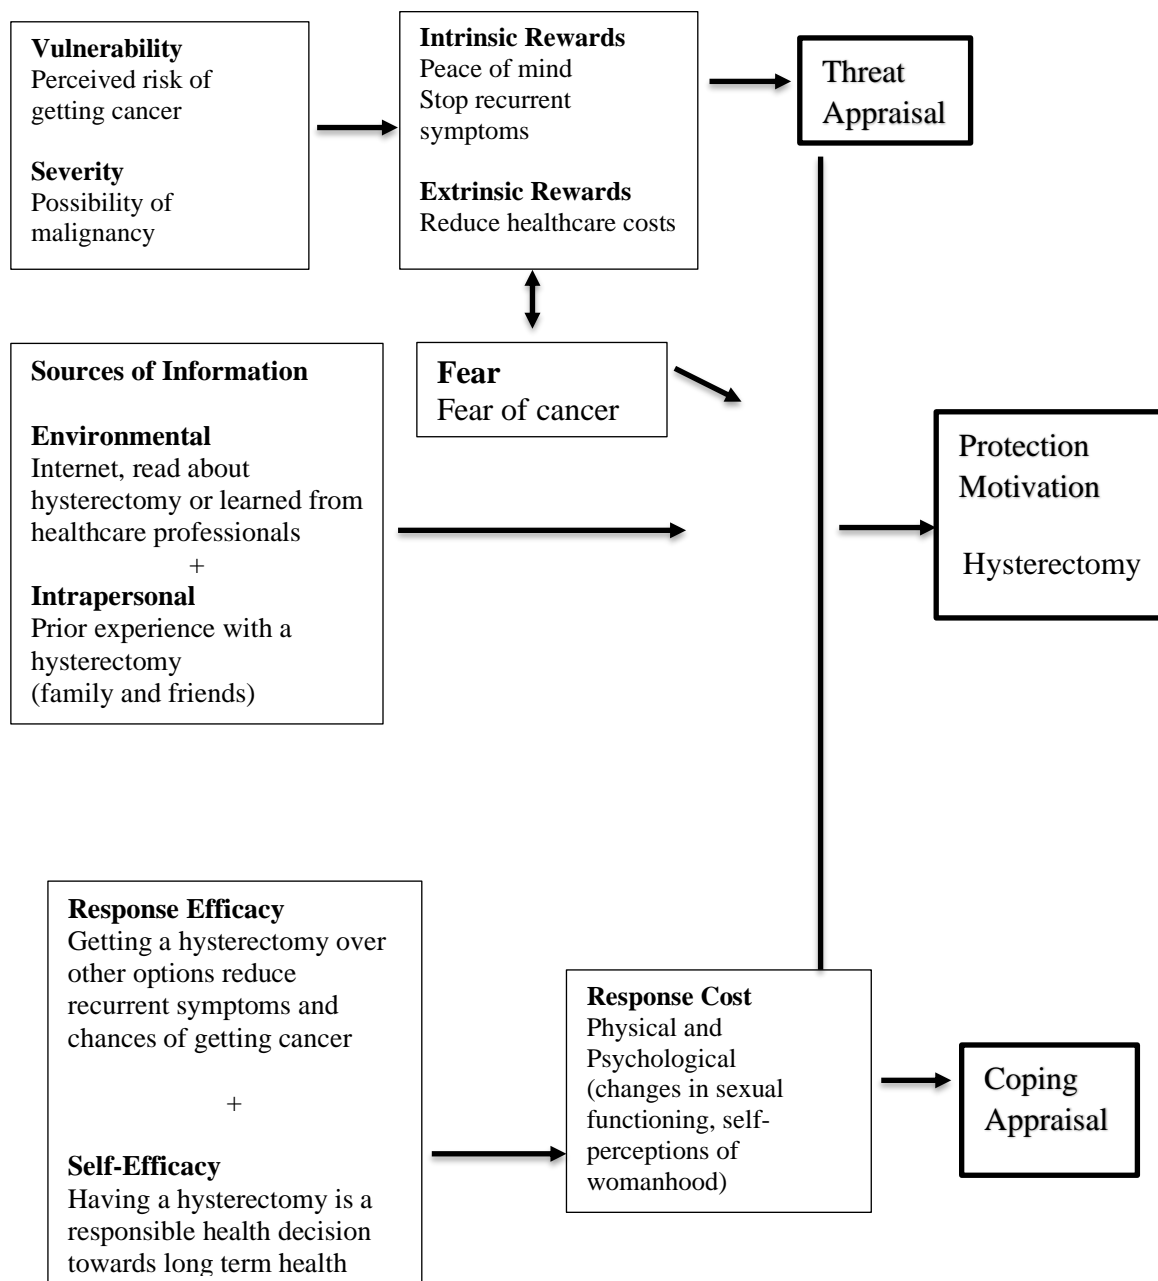 Vulnerability
Perceived risk of
getting cancer
Severity
Possibility of
malignancy
Intrinsic Rewards
Peace of mind
Stop recurrent
symptoms
Extrinsic Rewards
Reduce healthcare costs
Threat
Appraisal
Fear
Fear of cancer
Sources of Information
Environmental
Internet, read about
hysterectomy or learned from
healthcare professionals
+
Intrapersonal
Prior experience with a
hysterectomy
(family and friends)
Protection
Motivation
Hysterectomy
Response Efficacy
Getting a hysterectomy over
other options reduce
recurrent symptoms and
chances of getting cancer
+
Self-Efficacy
Having a hysterectomy is a
responsible health decision
towards long term health
Response Cost
Physical and
Psychological
(changes in sexual
functioning, self-
perceptions of
womanhood)
Coping
Appraisal